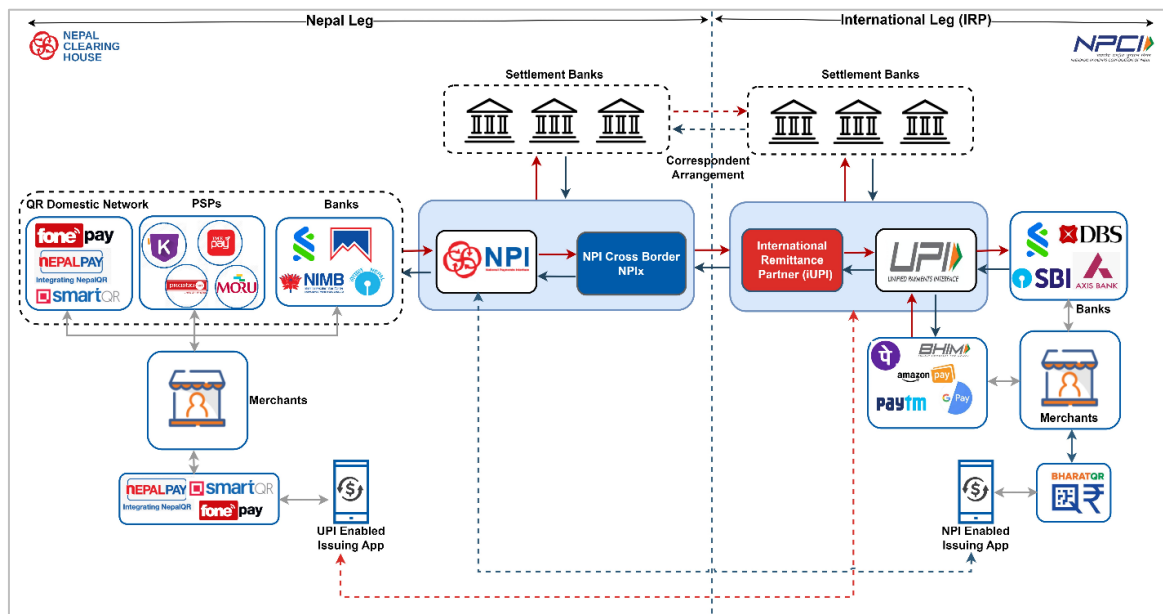 Nepal Leg
International Leg (IRP)
NEPAL
CLEARING
HOUSE
NPCI
Settlement Banks
Settlement Banks
Correspondent
Arrangement
QR Domestic Network
PSPs
Banks
fonepay
nEPALPAY
Integrating NepalQR
smartQR
K
pay
MORU
NIMB
NPI
NPI Cross Border
NPIx
International
Remittance
Partner (iUPI)
UPI
UNIFIED PAYMENTS INTERFACE
DBS
SBI
AXIS BANK
Banks
पे
BHIM
amazon pay
paytm
G Pay
Merchants
Merchants
nEPALPAY
smartQR
Integrating NepalQR
fonepay
BHARATQR
UPI Enabled
Issuing App
NPI Enabled
Issuing App